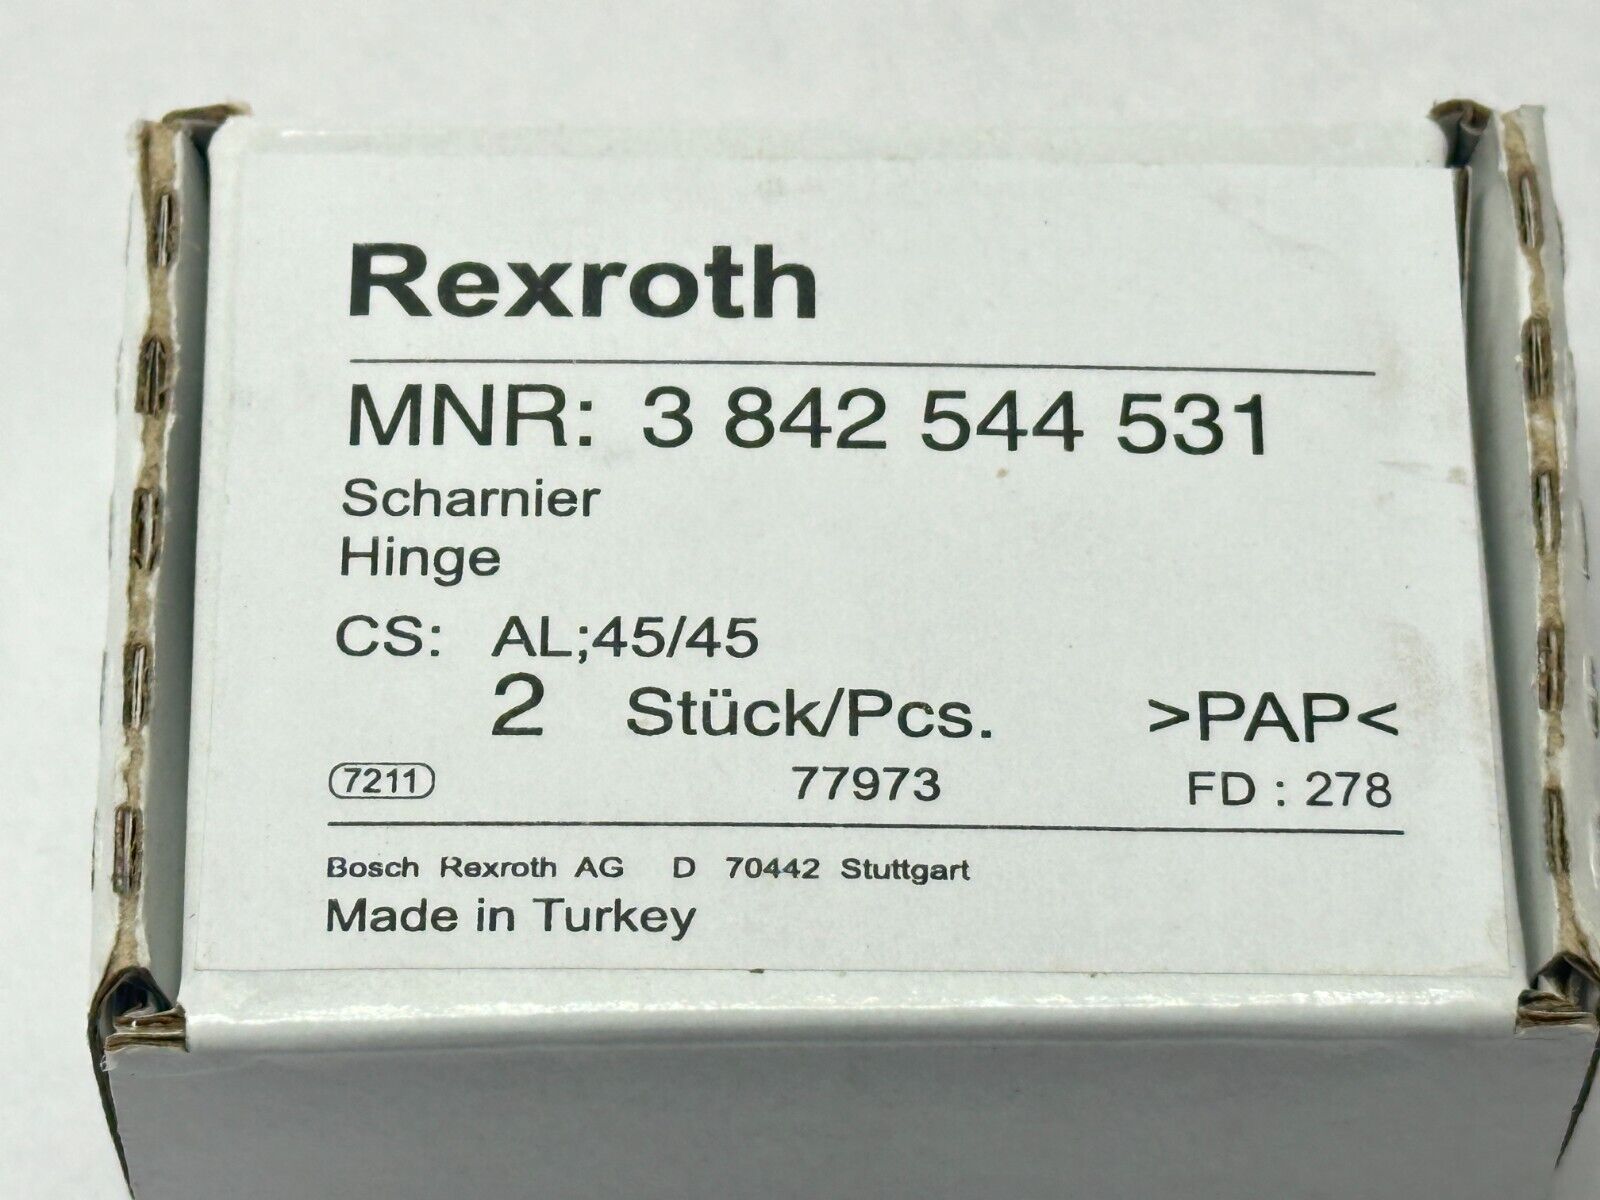 Rexroth
MNR: 3 842 544 531
Scharnier
Hinge
CS: AL;45/45
2 Stück/Pcs. >PAP<
7211 77973 FD : 278
Bosch Rexroth AG D 70442 Stuttgart
Made in Turkey